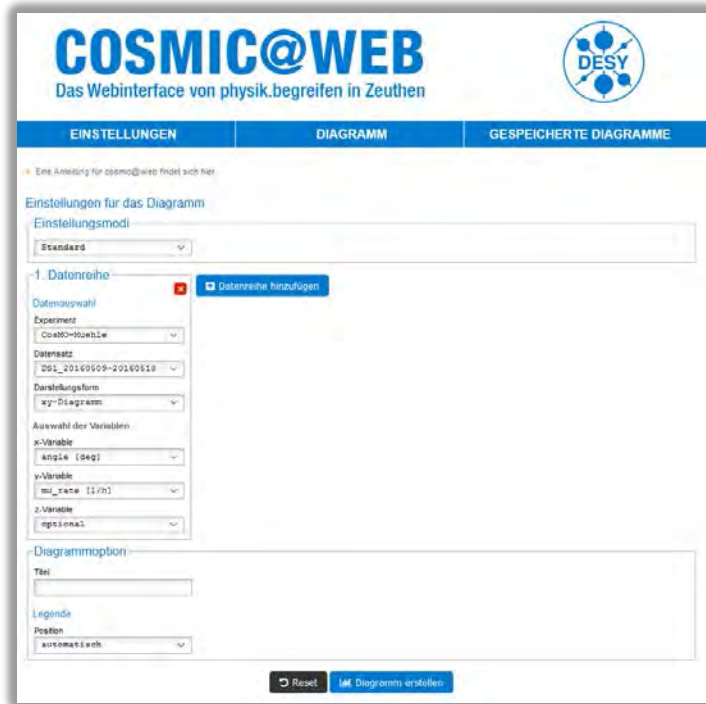 COSMIC@WEB
Das Webinterface von physik.begreifen in Zeuthen
DESY
EINSTELLUNGEN
DIAGRAMM
GESPEICHERTE DIAGRAMME
Eine Anleitung für cosmic@web findet sich hier
Einstellungen für das Diagramm
Einstellungsmodi
Standard
1. Datenreihe
Datenreihe hinzufügen
Datenauswahl
Experiment
CosMO-Muehle
Datensatz
DS1_20160509-20160518
Darstellungsform
xy-Diagramm
Auswahl der Variablen
x-Variable
angle [deg]
y-Variable
mu_rate [1/h]
z-Variable
optional
Diagrammoption
Titel
Legende
Position
automatisch
Reset
Diagramm erstellen